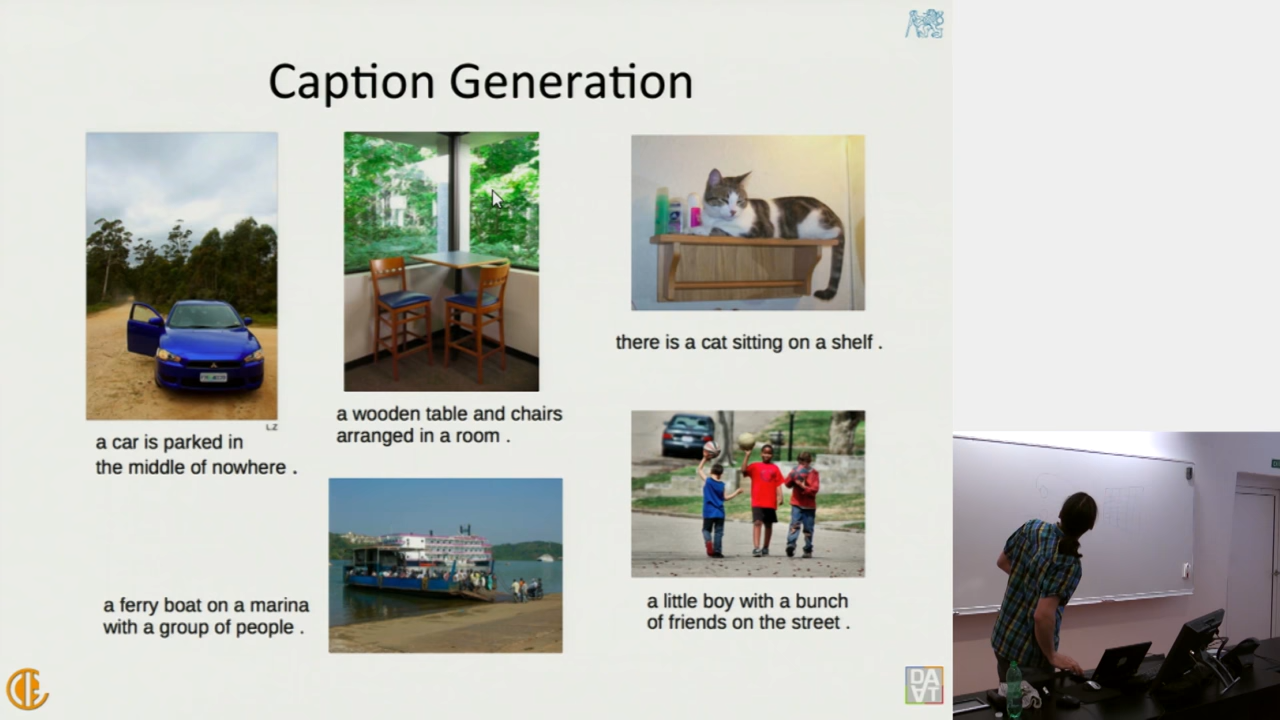 Caption Generation
a car is parked in
the middle of nowhere .
a wooden table and chairs
arranged in a room .
there is a cat sitting on a shelf .
a ferry boat on a marina
with a group of people .
a little boy with a bunch
of friends on the street .
LZ
DA